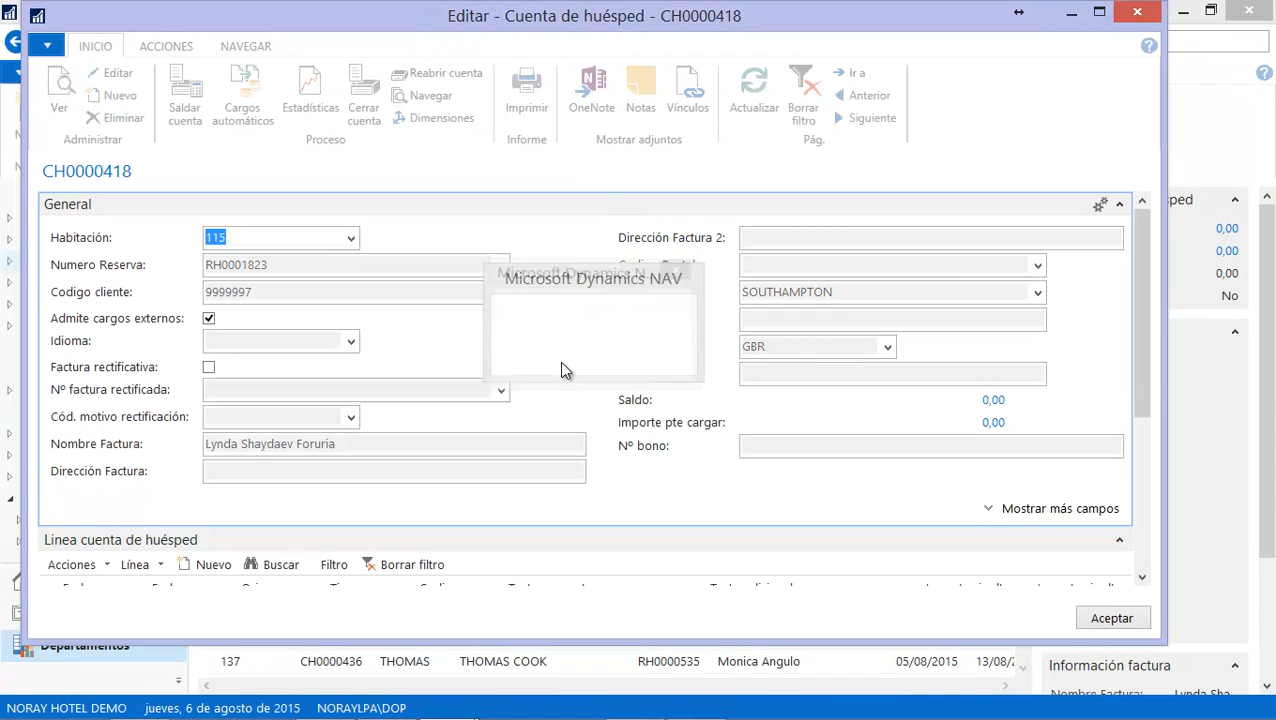 Editar - Cuenta de huésped - CH0000418
INICIO ACCIONES NAVEGAR
Ver
Editar
Nuevo
Eliminar
Administrar
Saldar cuenta
Cargos automáticos
Estadísticas
Cerrar cuenta
Reabrir cuenta
Navegar
Dimensiones
Proceso
Imprimir
Informe
OneNote
Notas
Vínculos
Mostrar adjuntos
Actualizar
Borrar filtro
Ir a
Anterior
Siguiente
Pág.
CH0000418
General
Habitación: 115
Numero Reserva: RH0001823
Codigo cliente: 9999997
Admite cargos externos:
Idioma:
Factura rectificativa:
Nº factura rectificada:
Cód. motivo rectificación:
Nombre Factura: Lynda Shaydaev Foruria
Dirección Factura:
Dirección Factura 2:
SOUTHAMPTON
GBR
Saldo: 0,00
Importe pte cargar: 0,00
Nº bono:
Mostrar más campos
Microsoft Dynamics NAV
Linea cuenta de huésped
Acciones Línea Nuevo Buscar Filtro Borrar filtro
Aceptar
0,00
0,00
0,00
No
Departamentos
137 CH0000436 THOMAS THOMAS COOK RH0000535 Monica Angulo 05/08/2015
Información factura
NORAY HOTEL DEMO jueves, 6 de agosto de 2015 NORAYLPA\DOP